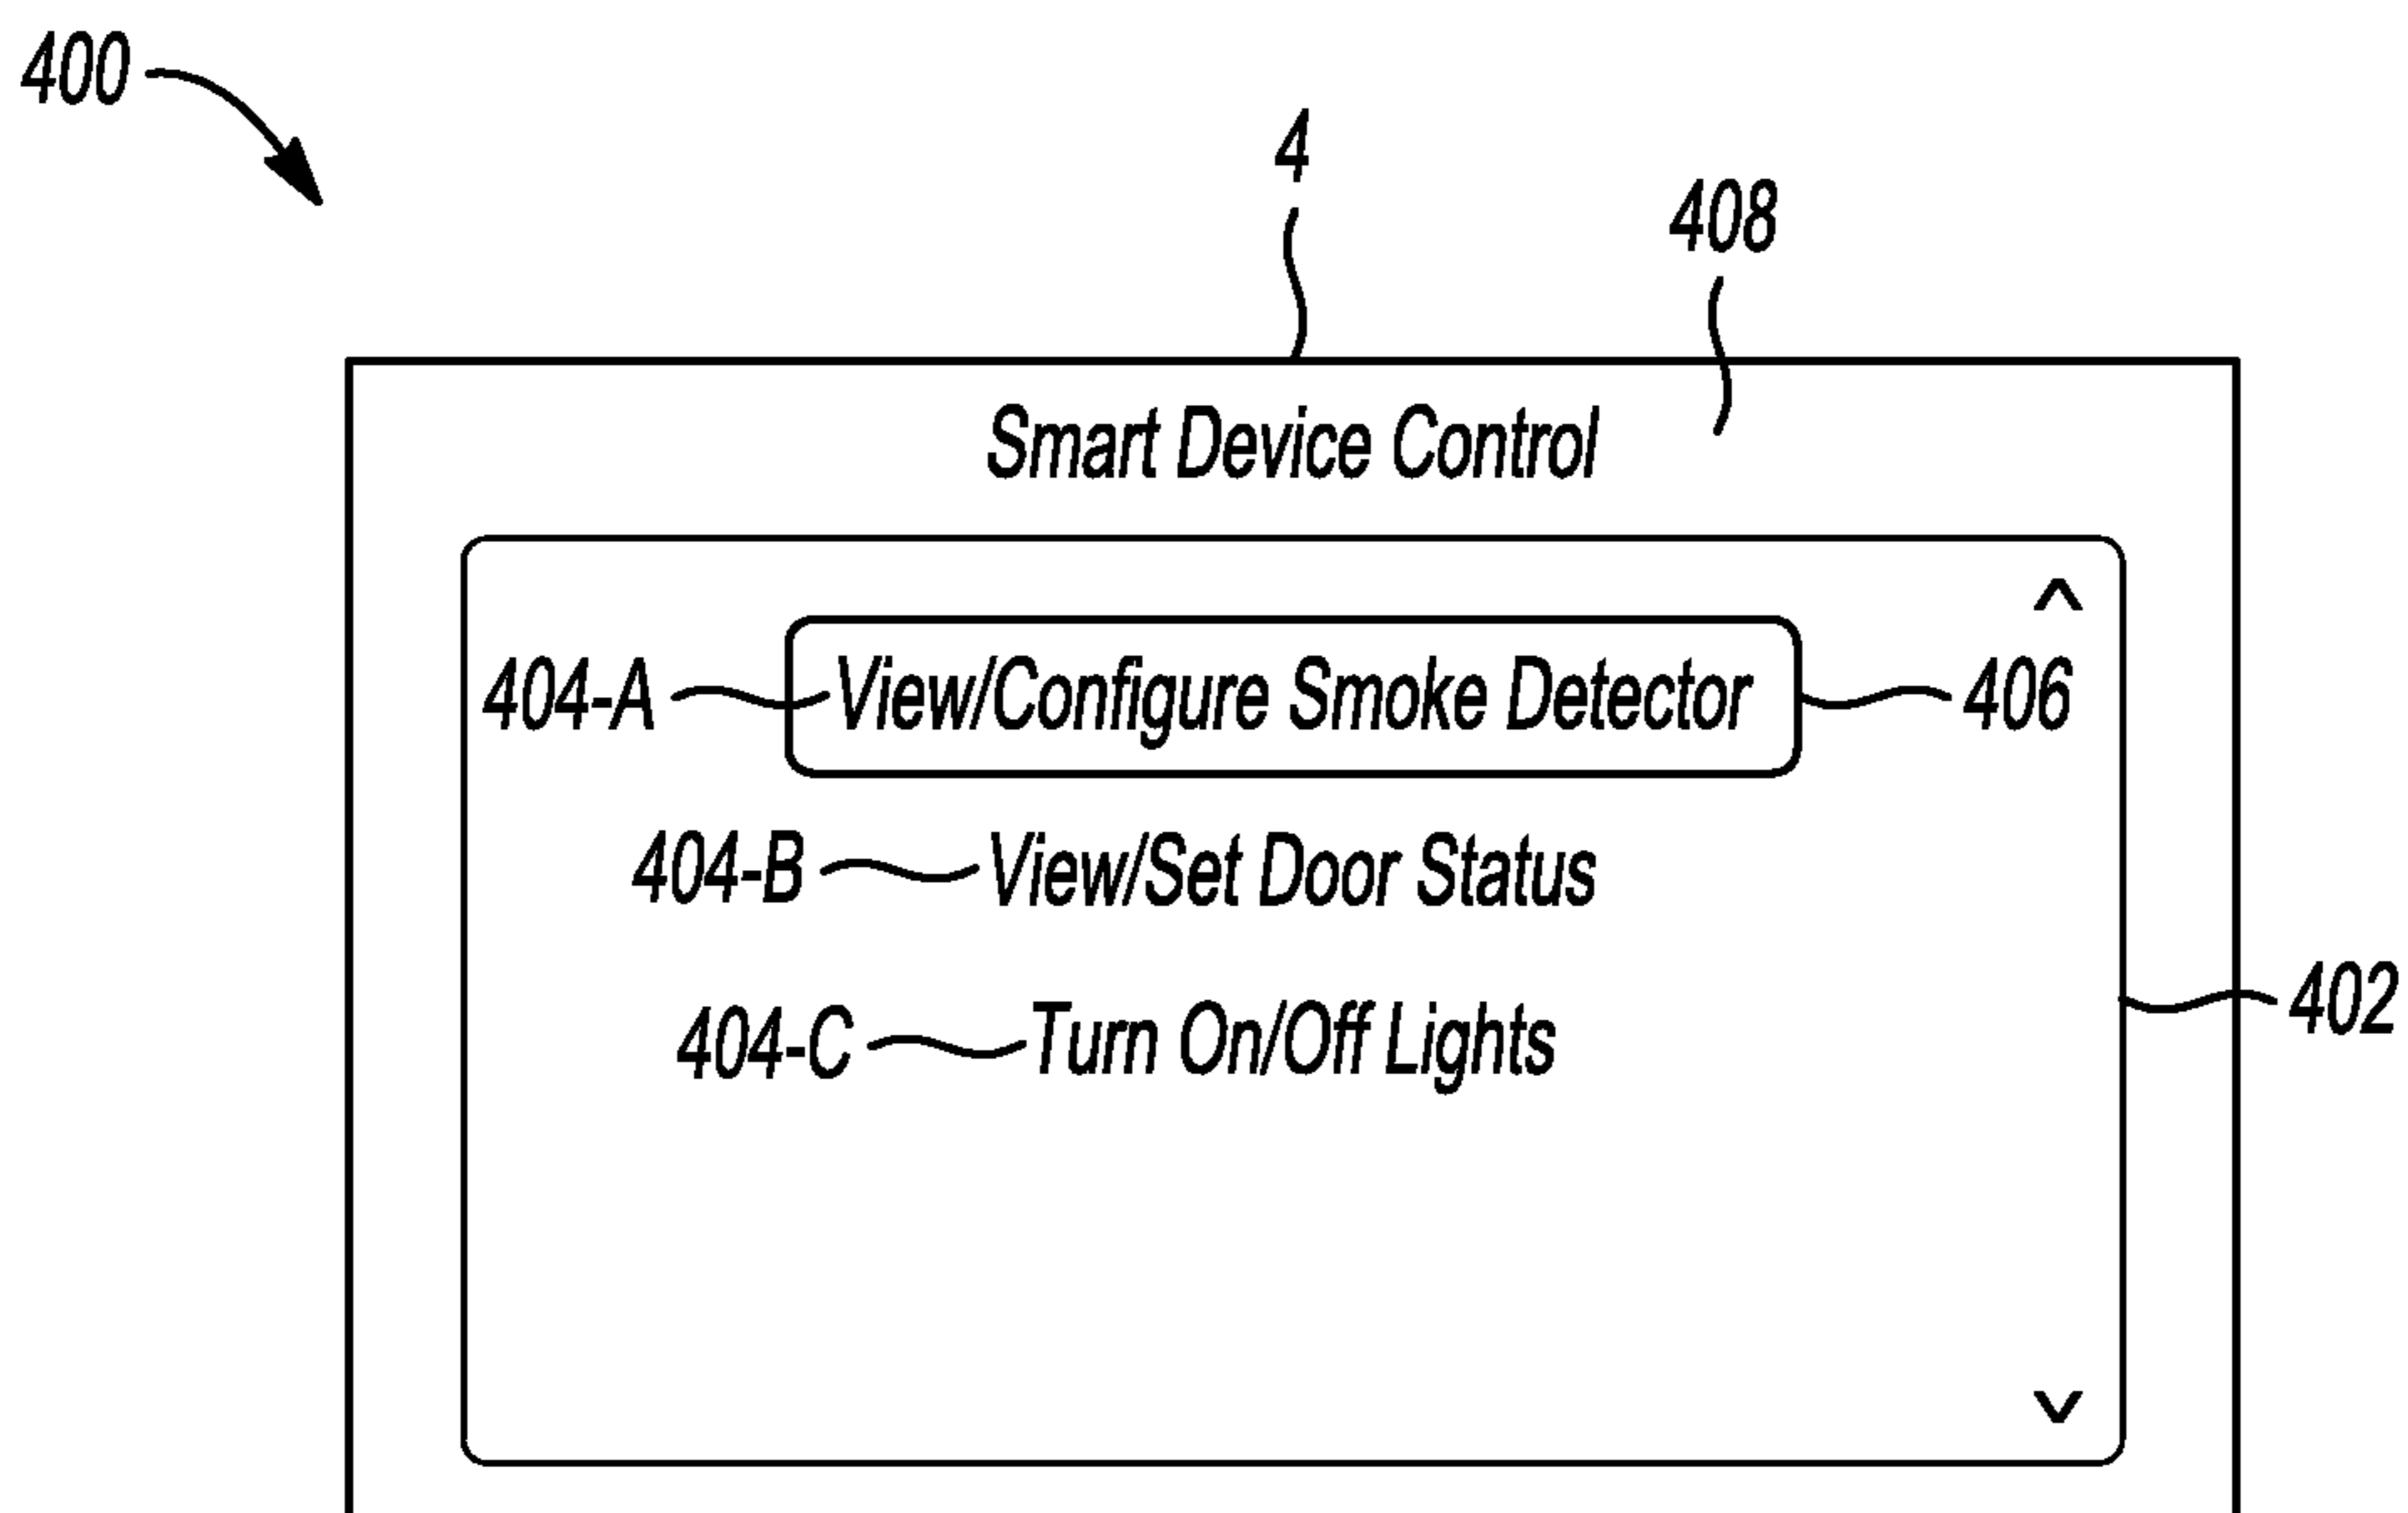 400
4
408
Smart Device Control
404-A View/Configure Smoke Detector 406
404-B View/Set Door Status
402
404-C Turn On/Off Lights